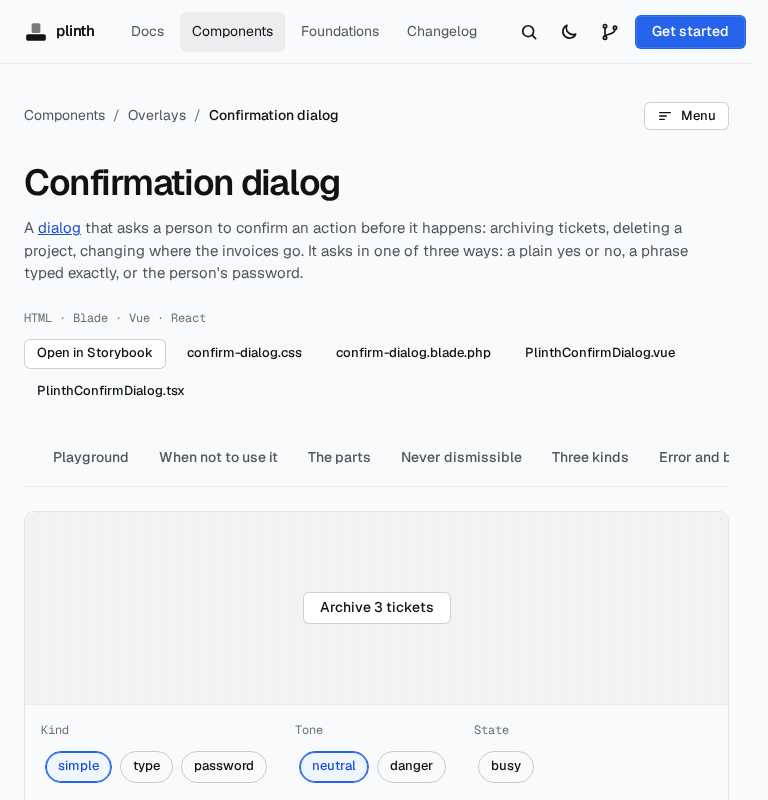 plinth Docs Components Foundations Changelog Get started
Components / Overlays / Confirmation dialog Menu
Confirmation dialog
A dialog that asks a person to confirm an action before it happens: archiving tickets, deleting a
project, changing where the invoices go. It asks in one of three ways: a plain yes or no, a phrase
typed exactly, or the person's password.
HTML · Blade · Vue · React
Open in Storybook confirm-dialog.css confirm-dialog.blade.php PlinthConfirmDialog.vue
PlinthConfirmDialog.tsx
Playground When not to use it The parts Never dismissible Three kinds Error and
Archive 3 tickets
Kind Tone State
simple type password neutral danger busy